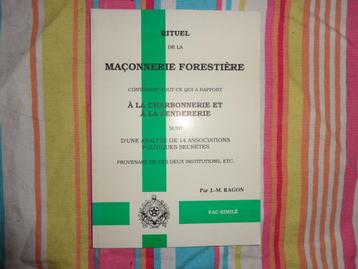 RITUEL
DE LA
MAÇONNERIE FORESTIÈRE
CONTENANT TOUT CE QUI A RAPPORT
À LA CHARBONNERIE ET
À LA FENDERERIE
SUIVI
D'UNE ANALYSE DE 14 ASSOCIATIONS
POLITIQUES SECRÈTES
PROVENANT DE CES DEUX INSTITUTIONS, ETC.
Par J.-M. RAGON
FAC-SIMILÉ